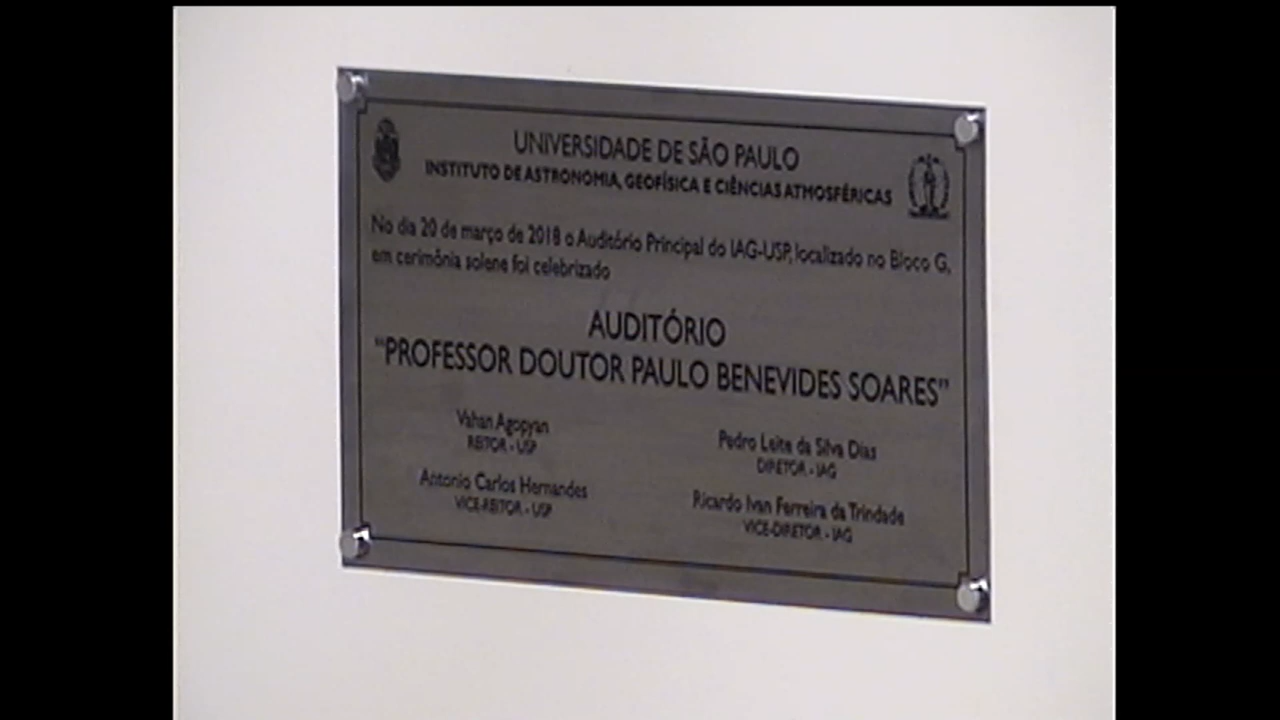 UNIVERSIDADE DE SÃO PAULO
INSTITUTO DE ASTRONOMIA, GEOFÍSICA E CIÊNCIAS ATMOSFÉRICAS
No dia 20 de março de 2018 o Auditório Principal do IAG-USP, localizado no Bloco G,
em cerimônia solene foi celebrizado
AUDITÓRIO
"PROFESSOR DOUTOR PAULO BENEVIDES SOARES"
Vahan Agopyan
REITOR - USP
Antonio Carlos Hernandes
VICE-REITOR - USP
Pedro Leite da Silva Dias
DIRETOR - IAG
Ricardo Ivan Ferreira da Trindade
VICE-DIRETOR - IAG